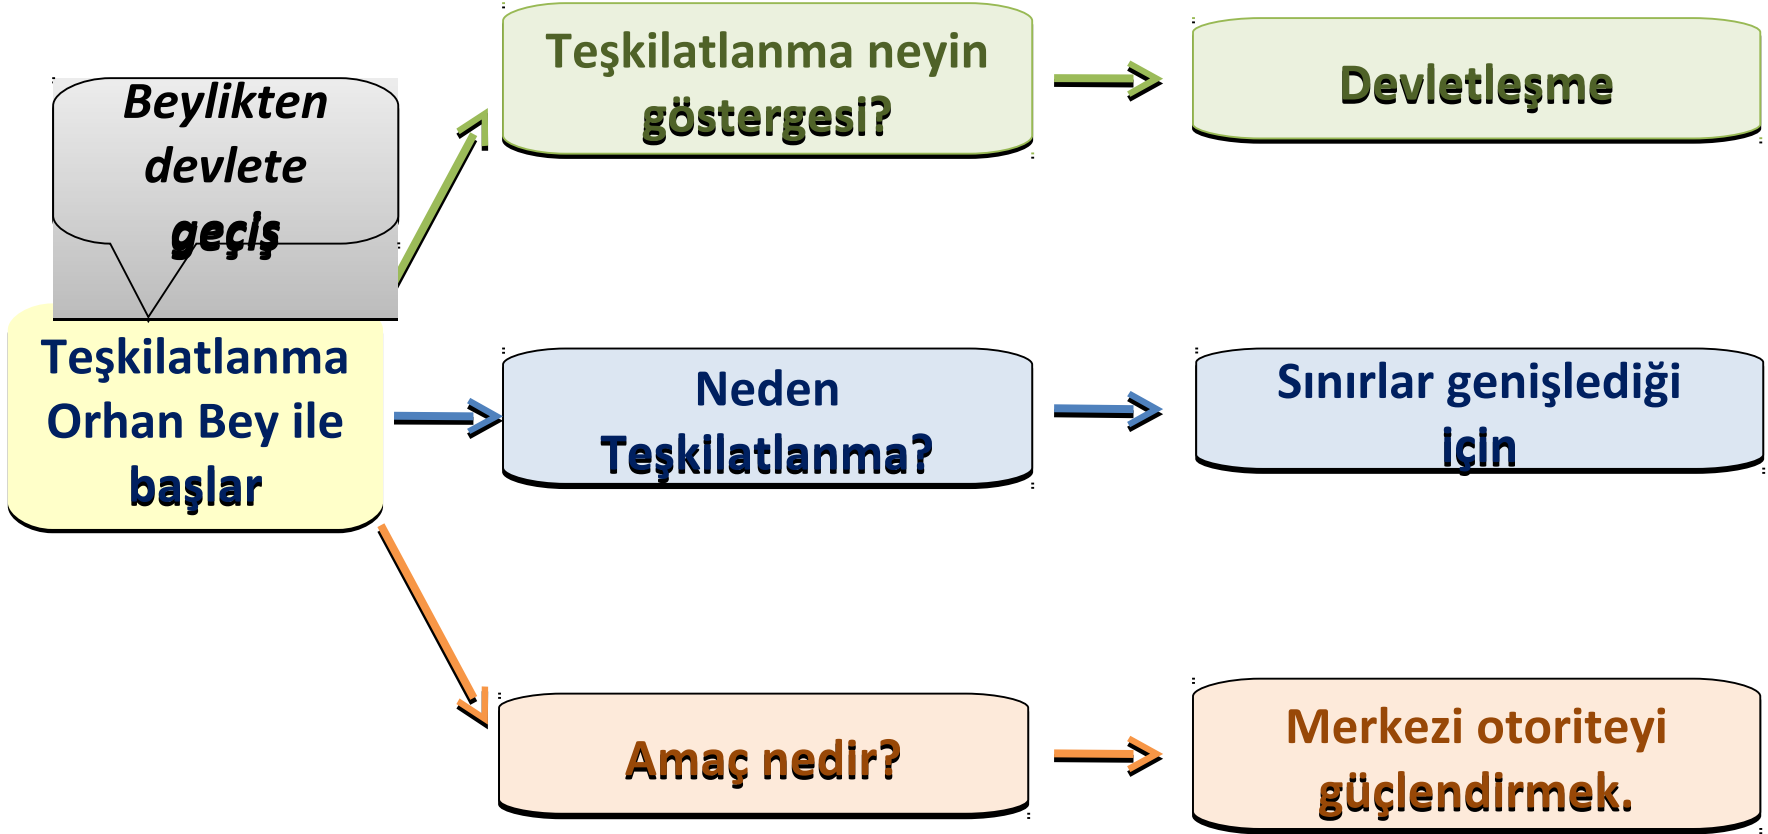 Beylikten
devlete
geçiş
Teşkilatlanma
Orhan Bey ile
başlar
Teşkilatlanma neyin
göstergesi?
Devletleşme
Neden
Teşkilatlanma?
Sınırlar genişlediği
için
Amaç nedir?
Merkezi otoriteyi
güçlendirmek.